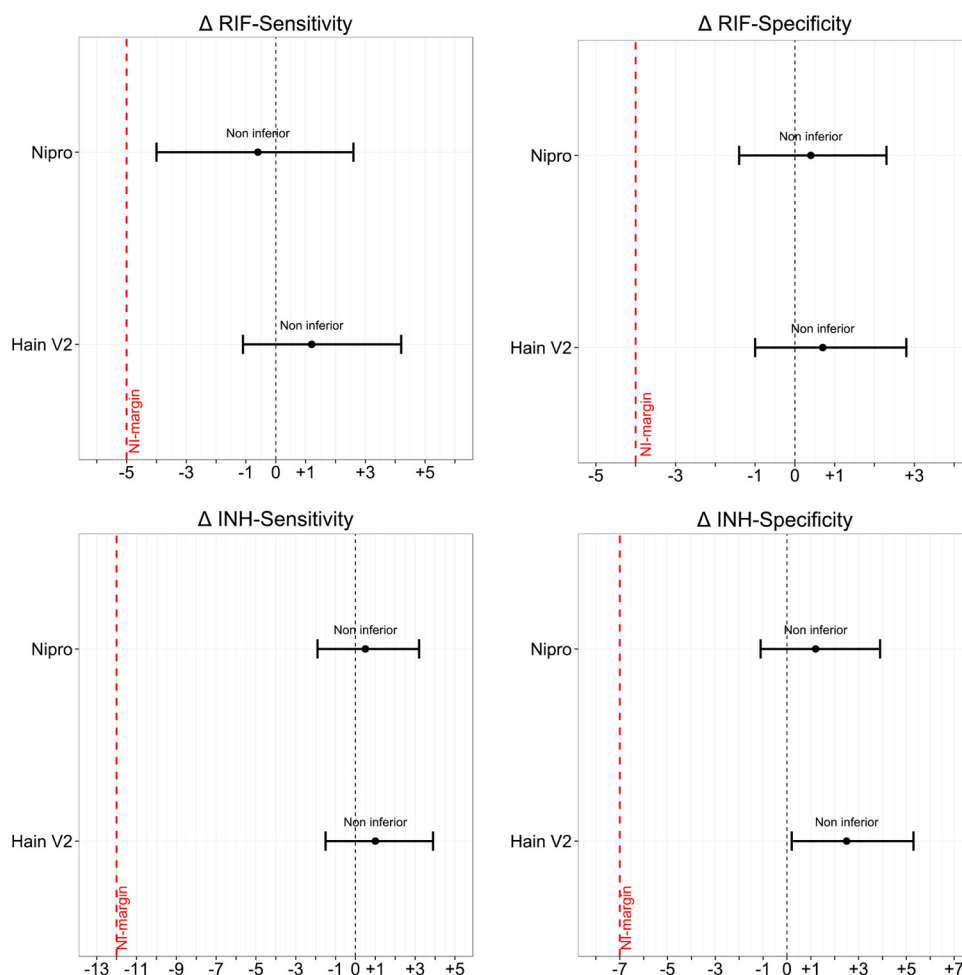 Δ RIF-Sensitivity
Nipro
Non inferior
Hain V2
Non inferior
NI-margin
-5 -3 -1 0 +1 +3 +5
Δ RIF-Specificity
Nipro
Non inferior
Hain V2
Non inferior
NI-margin
-5 -3 -1 0 +1 +3
Δ INH-Sensitivity
Nipro
Non inferior
Hain V2
Non inferior
NI-margin
-13 -11 -9 -7 -5 -3 -1 0 +1 +3 +5
Δ INH-Specificity
Nipro
Non inferior
Hain V2
Non inferior
NI-margin
-7 -5 -3 -1 0 +1 +3 +5 +7